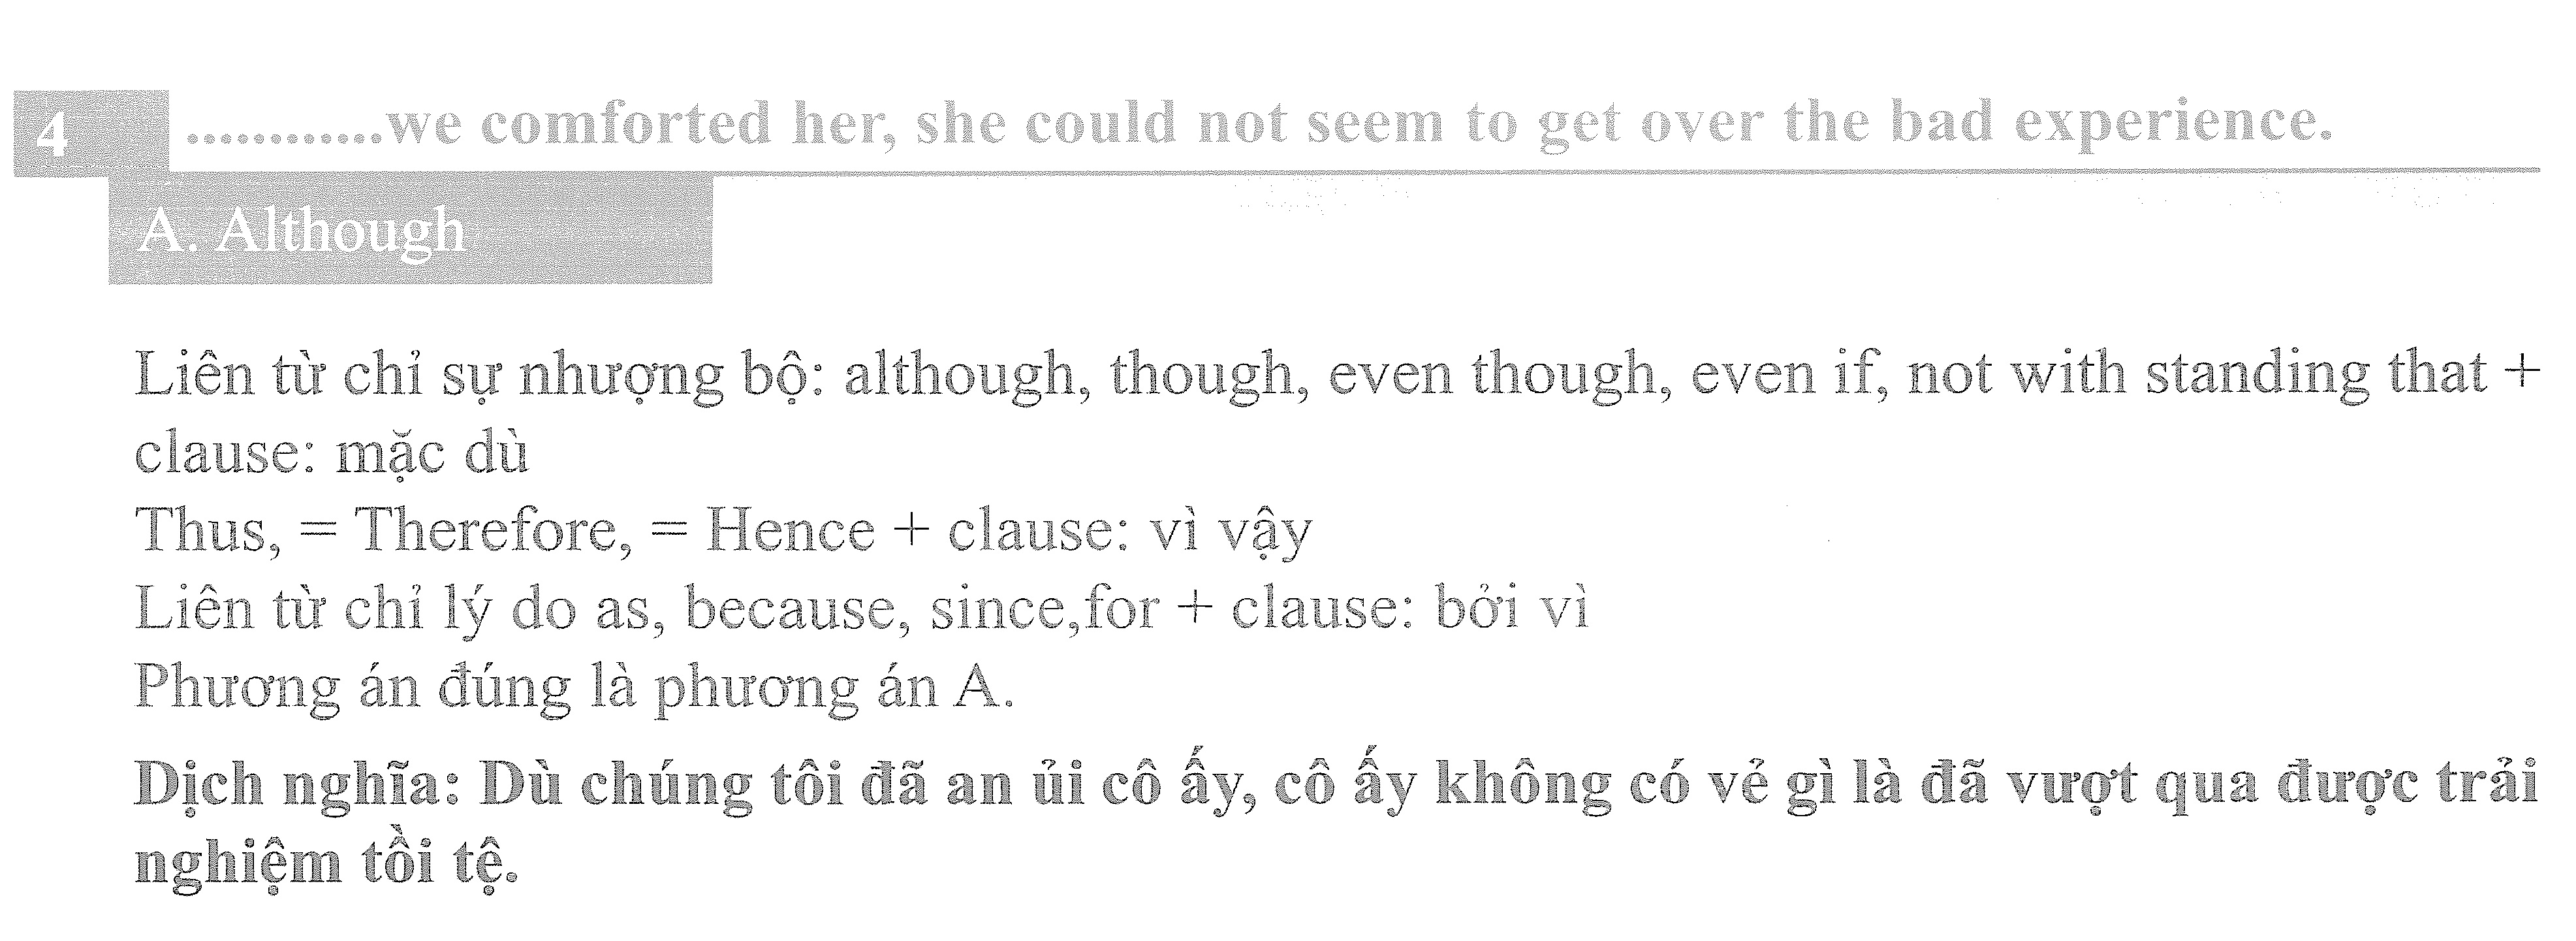 4 ............we comforted her, she could not seem to get over the bad experience.
A. Although
Liên từ chỉ sự nhượng bộ: although, though, even though, even if, not with standing that +
clause: mặc dù
Thus, = Therefore, = Hence + clause: vì vậy
Liên từ chỉ lý do as, because, since,for + clause: bởi vì
Phương án đúng là phương án A.
Dịch nghĩa: Dù chúng tôi đã an ủi cô ấy, cô ấy không có vẻ gì là đã vượt qua được trải
nghiệm tồi tệ.